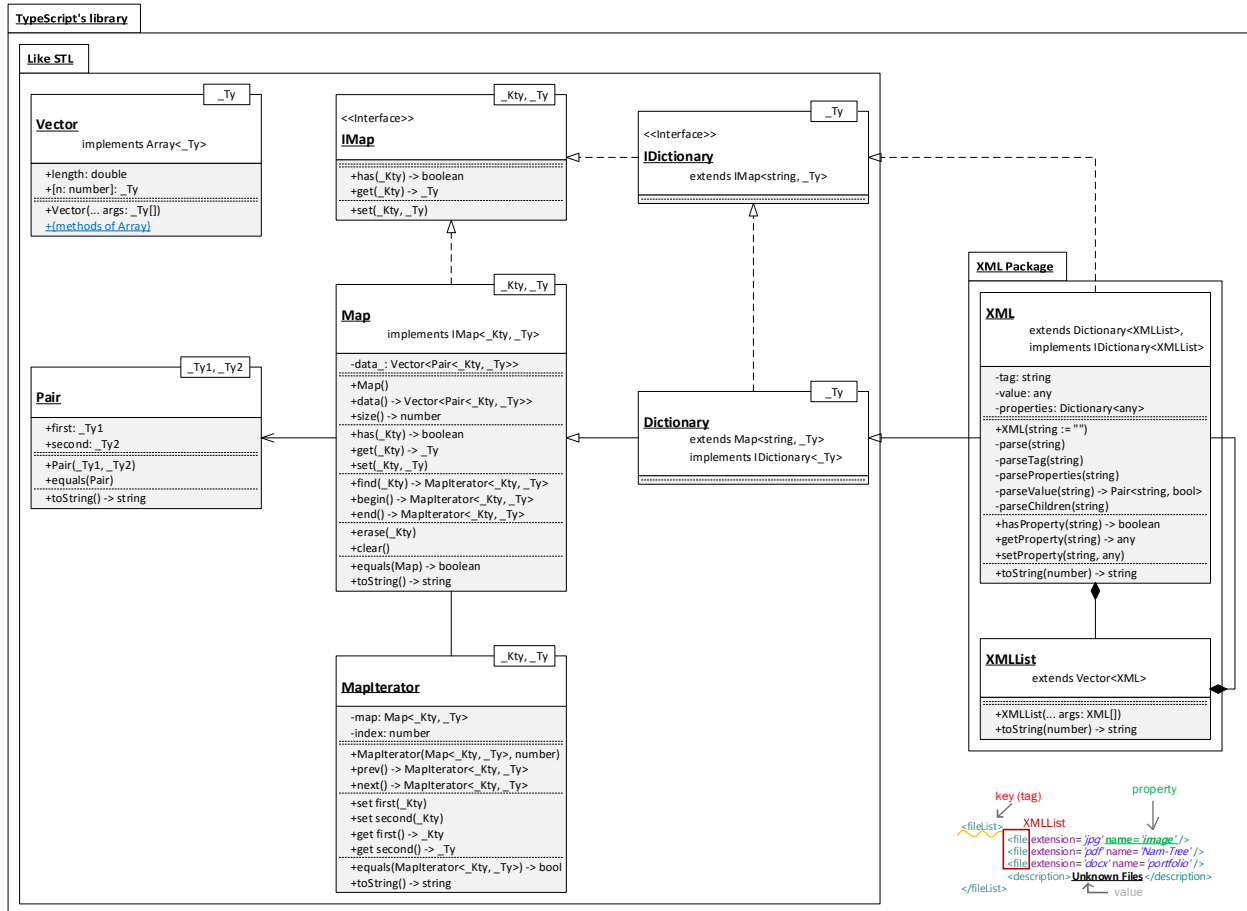 TypeScript's library
Like STL
_Ty
Vector
implements Array<_Ty>
+length: double
+[n: number]: _Ty
+Vector(... args: _Ty[])
+{methods of Array}
_Kty, _Ty
<<Interface>>
IMap
+has(_Kty) -> boolean
+get(_Kty) -> _Ty
+set(_Kty, _Ty)
_Ty
<<Interface>>
IDictionary
extends IMap<string, _Ty>
_Ty1, _Ty2
Pair
+first: _Ty1
+second: _Ty2
+Pair(_Ty1, _Ty2)
+equals(Pair)
+toString() -> string
_Kty, _Ty
Map
implements IMap<_Kty, _Ty>
-data_: Vector<Pair<_Kty, _Ty>>
+Map()
+data() -> Vector<Pair<_Kty, _Ty>>
+size() -> number
+has(_Kty) -> boolean
+get(_Kty) -> _Ty
+set(_Kty, _Ty)
+find(_Kty) -> MapIterator<_Kty, _Ty>
+begin() -> MapIterator<_Kty, _Ty>
+end() -> MapIterator<_Kty, _Ty>
+erase(_Kty)
+clear()
+equals(Map) -> boolean
+toString() -> string
_Ty
Dictionary
extends Map<string, _Ty>
implements IDictionary<_Ty>
_Kty, _Ty
MapIterator
-map: Map<_Kty, _Ty>
-index: number
+MapIterator(Map<_Kty, _Ty>, number)
+prev() -> MapIterator<_Kty, _Ty>
+next() -> MapIterator<_Kty, _Ty>
+set first(_Kty)
+set second(_Kty)
+get first() -> _Kty
+get second() -> _Ty
+equals(MapIterator<_Kty, _Ty>) -> bool
+toString() -> string
XML Package
XML
extends Dictionary<XMLList>,
implements IDictionary<XMLList>
-tag: string
-value: any
-properties: Dictionary<any>
+XML(string := "")
-parse(string)
-parseTag(string)
-parseProperties(string)
-parseValue(string) -> Pair<string, bool>
-parseChildren(string)
+hasProperty(string) -> boolean
+getProperty(string) -> any
+setProperty(string, any)
+toString(number) -> string
XMLList
extends Vector<XML>
+XMLList(... args: XML[])
+toString(number) -> string
key (tag)
property
<fileList>
XMLList
<file extension='jpg' name='image' />
<file extension='pdf' name='Nam-Tree' />
<file extension='docx' name='portfolio' />
<description>Unknown Files</description>
</fileList>
value